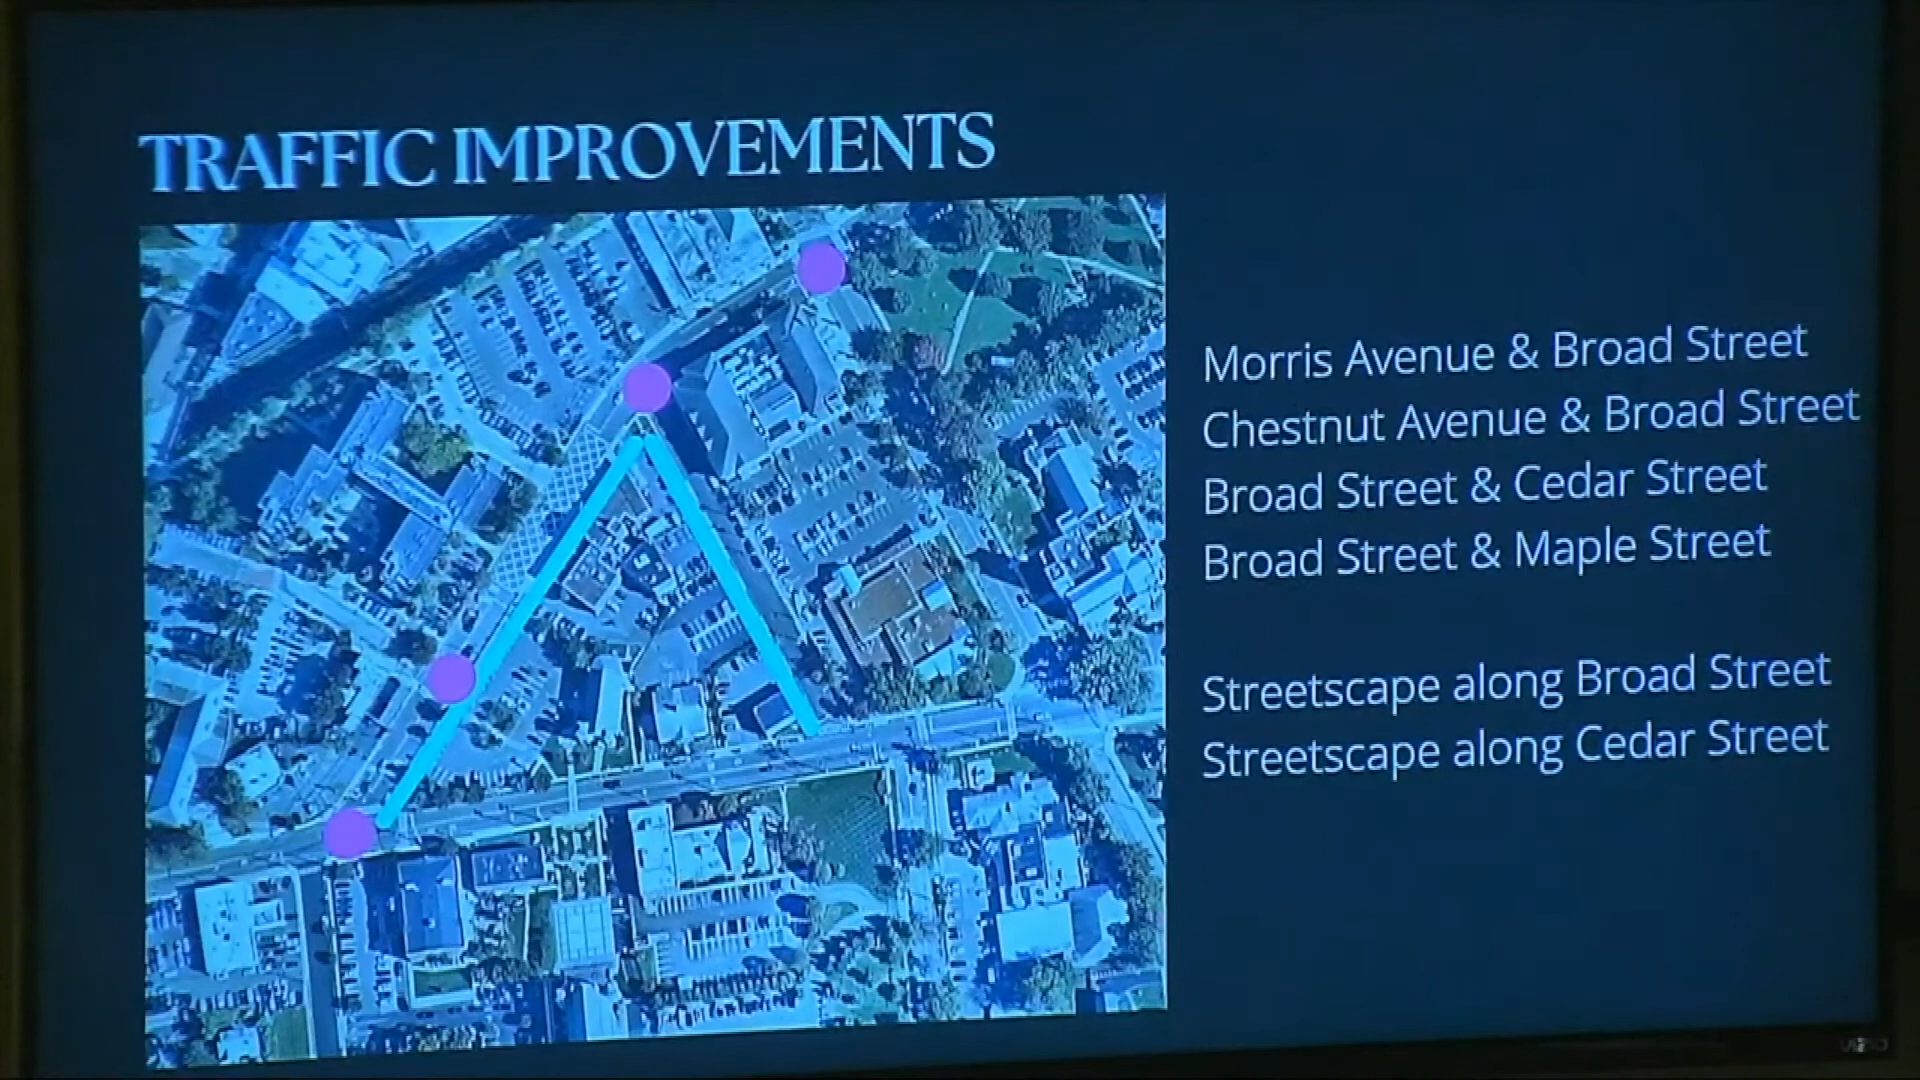 TRAFFIC IMPROVEMENTS
Morris Avenue & Broad Street
Chestnut Avenue & Broad Street
Broad Street & Cedar Street
Broad Street & Maple Street
Streetscape along Broad Street
Streetscape along Cedar Street